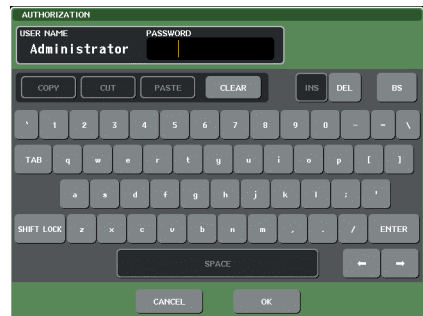 AUTHORIZATION
USER NAME PASSWORD
Administrator
COPY CUT PASTE CLEAR INS DEL BS
` 1 2 3 4 5 6 7 8 9 0 - = \
TAB q w e r t y u i o p [ ]
a s d f g h j k l ; '
SHIFT LOCK z x c v b n m , . / ENTER
SPACE ← →
CANCEL OK